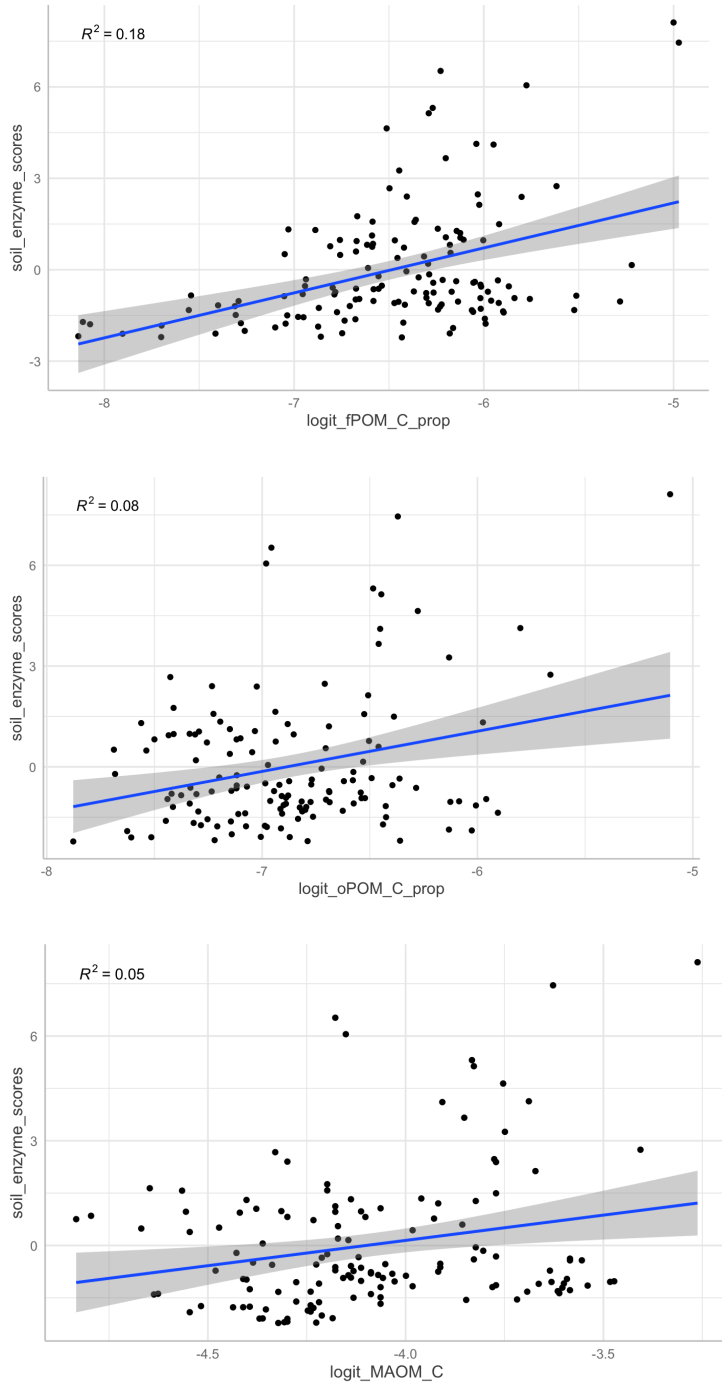 R² = 0.18
6
3
0
-3
soil_enzyme_scores
-8 -7 -6 -5
logit_fPOM_C_prop
R² = 0.08
6
3
0
soil_enzyme_scores
-8 -7 -6 -5
logit_oPOM_C_prop
R² = 0.05
6
3
0
soil_enzyme_scores
-4.5 -4.0 -3.5
logit_MAOM_C